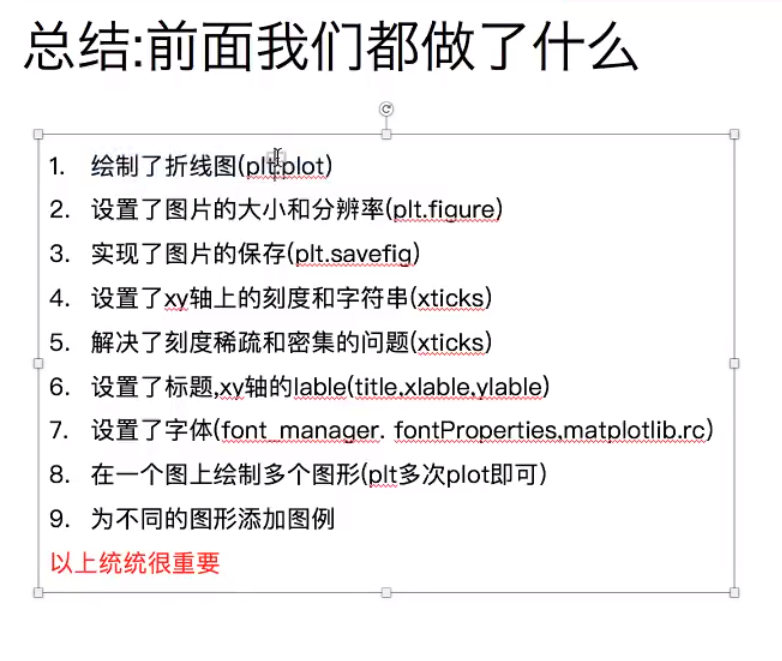 总结:前面我们都做了什么
1. 绘制了折线图(plt.plot)
2. 设置了图片的大小和分辨率(plt.figure)
3. 实现了图片的保存(plt.savefig)
4. 设置了xy轴上的刻度和字符串(xticks)
5. 解决了刻度稀疏和密集的问题(xticks)
6. 设置了标题,xy轴的lable(title,xlable,ylable)
7. 设置了字体(font_manager. fontProperties,matplotlib.rc)
8. 在一个图上绘制多个图形(plt多次plot即可)
9. 为不同的图形添加图例
以上统统很重要